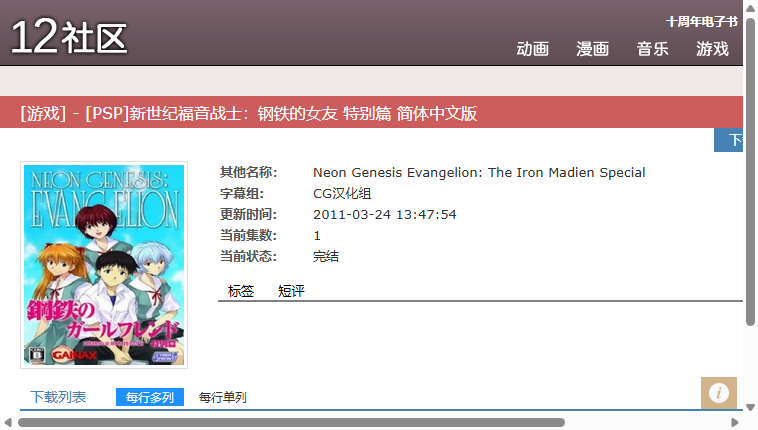 十周年电子书
12社区
动画 漫画 音乐 游戏
[游戏] - [PSP]新世纪福音战士：钢铁的女友 特别篇 简体中文版
其他名称： Neon Genesis Evangelion: The Iron Madien Special
字幕组： CG汉化组
更新时间： 2011-03-24 13:47:54
当前集数： 1
当前状态： 完结
标签 短评
NEON GENESIS:
EVANGELION
鋼鉄の
ガールフレンド
特別篇
B GAINAX
下载列表 每行多列 每行单列